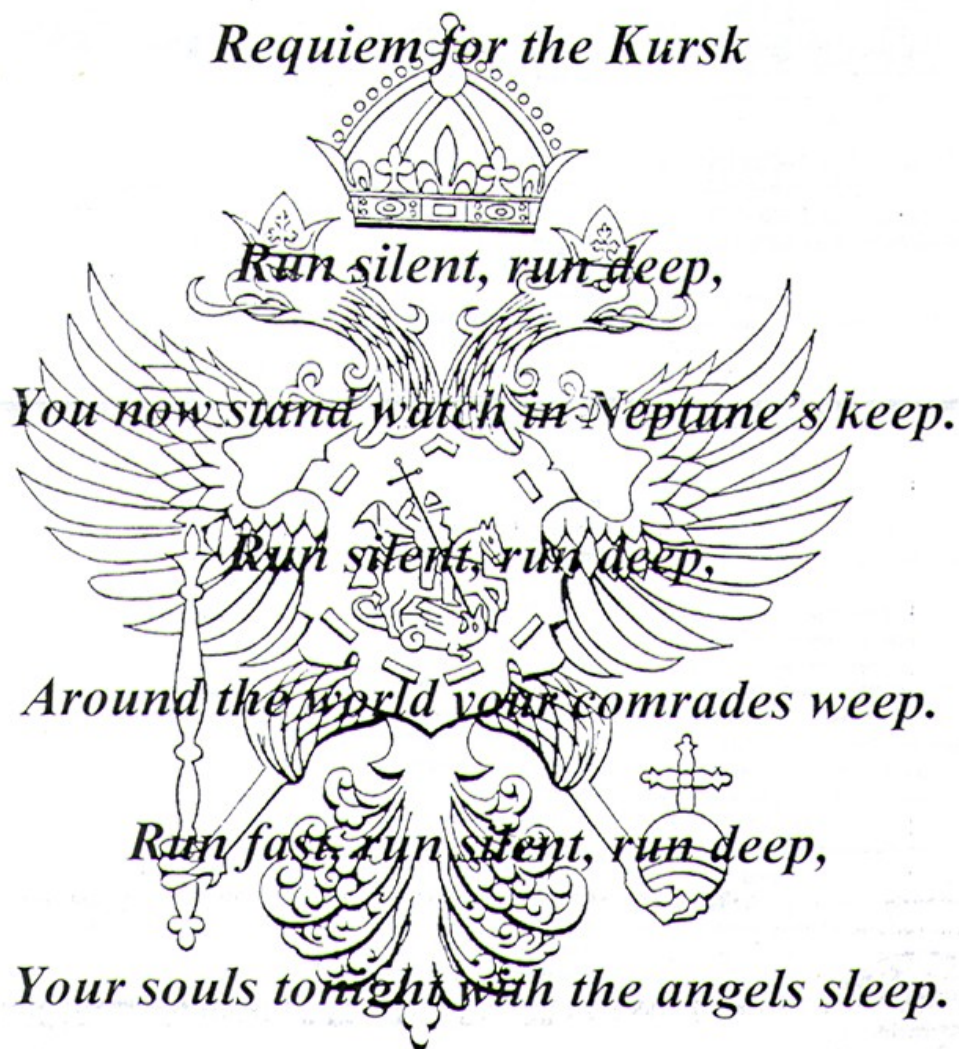 Requiem for the Kursk
Run silent, run deep,
You now stand watch in Neptune's keep.
Run silent, run deep,
Around the world your comrades weep.
Run fast, run silent, run deep,
Your souls tonight with the angels sleep.